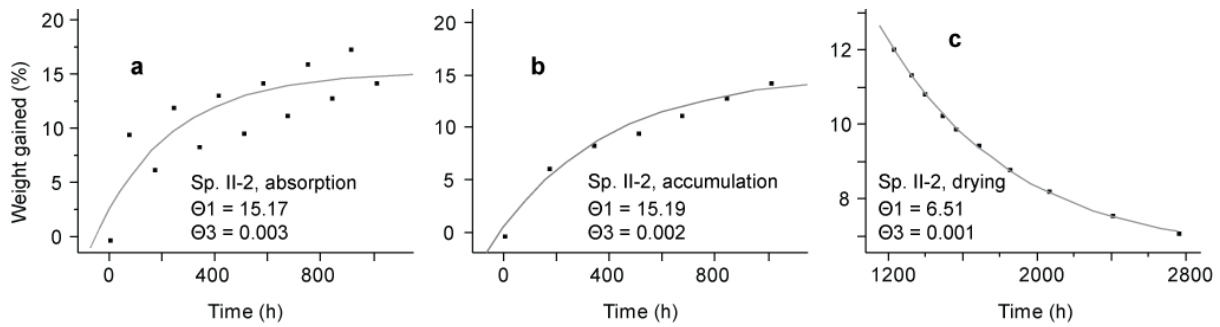 Weight gained (%)
20
15
10
5
0
a
Sp. II-2, absorption
Θ1 = 15.17
Θ3 = 0.003
0
400
800
Time (h)
20
15
10
5
0
b
Sp. II-2, accumulation
Θ1 = 15.19
Θ3 = 0.002
0
400
800
Time (h)
12
10
8
c
Sp. II-2, drying
Θ1 = 6.51
Θ3 = 0.001
1200
2000
2800
Time (h)